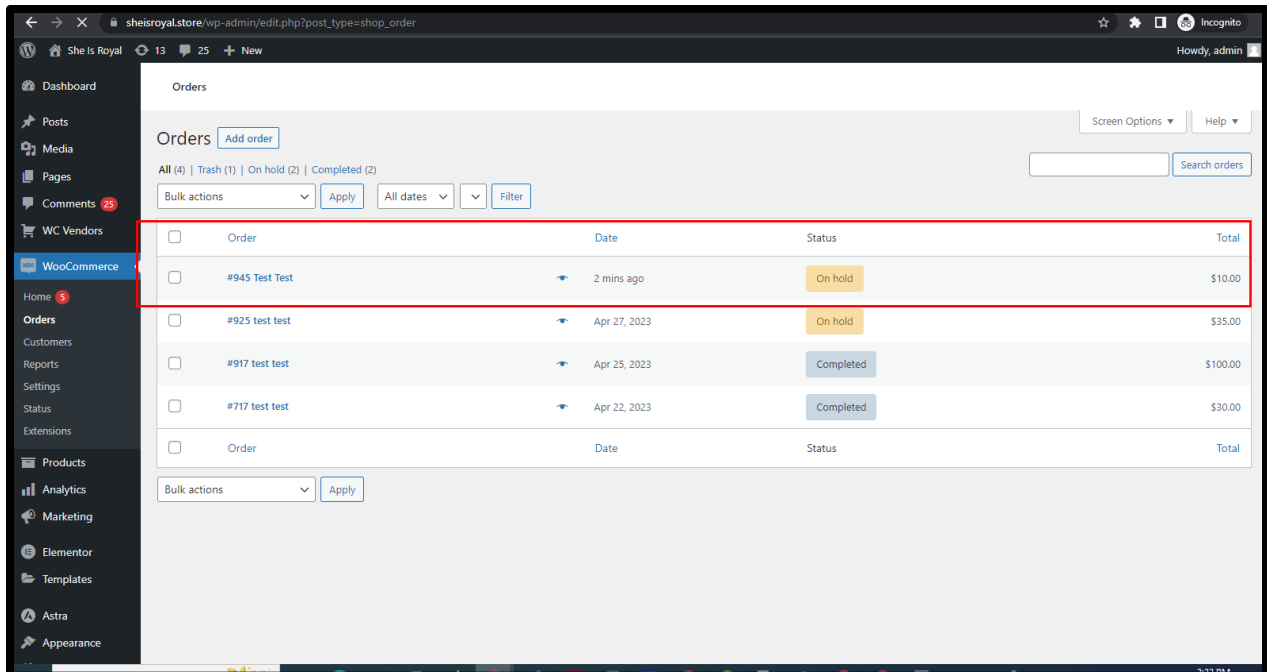 sheisroyal.store/wp-admin/edit.php?post_type=shop_order
Incognito
She Is Royal 13 25 + New
Howdy, admin
Dashboard
Posts
Media
Pages
Comments 25
WC Vendors
WooCommerce
Home 5
Orders
Customers
Reports
Settings
Status
Extensions
Products
Analytics
Marketing
Elementor
Templates
Astra
Appearance
Orders
Screen Options ▼ Help ▼
Orders Add order
All (4) | Trash (1) | On hold (2) | Completed (2)
Search orders
Bulk actions Apply All dates Filter
Order Date Status Total
#945 Test Test 2 mins ago On hold $10.00
#925 test test Apr 27, 2023 On hold $35.00
#917 test test Apr 25, 2023 Completed $100.00
#717 test test Apr 22, 2023 Completed $30.00
Order Date Status Total
Bulk actions Apply